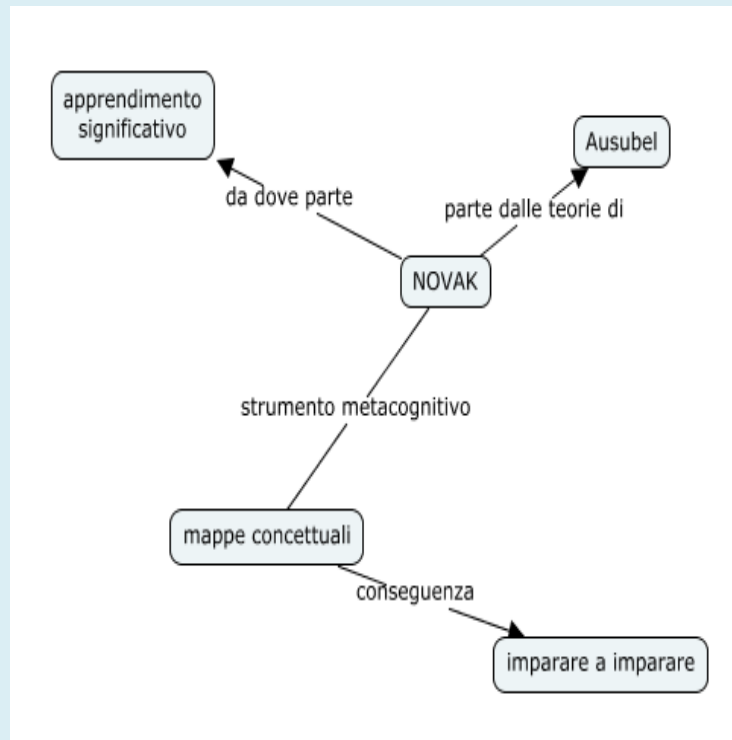 apprendimento
significativo
Ausubel
da dove parte
parte dalle teorie di
NOVAK
strumento metacognitivo
mappe concettuali
conseguenza
imparare a imparare